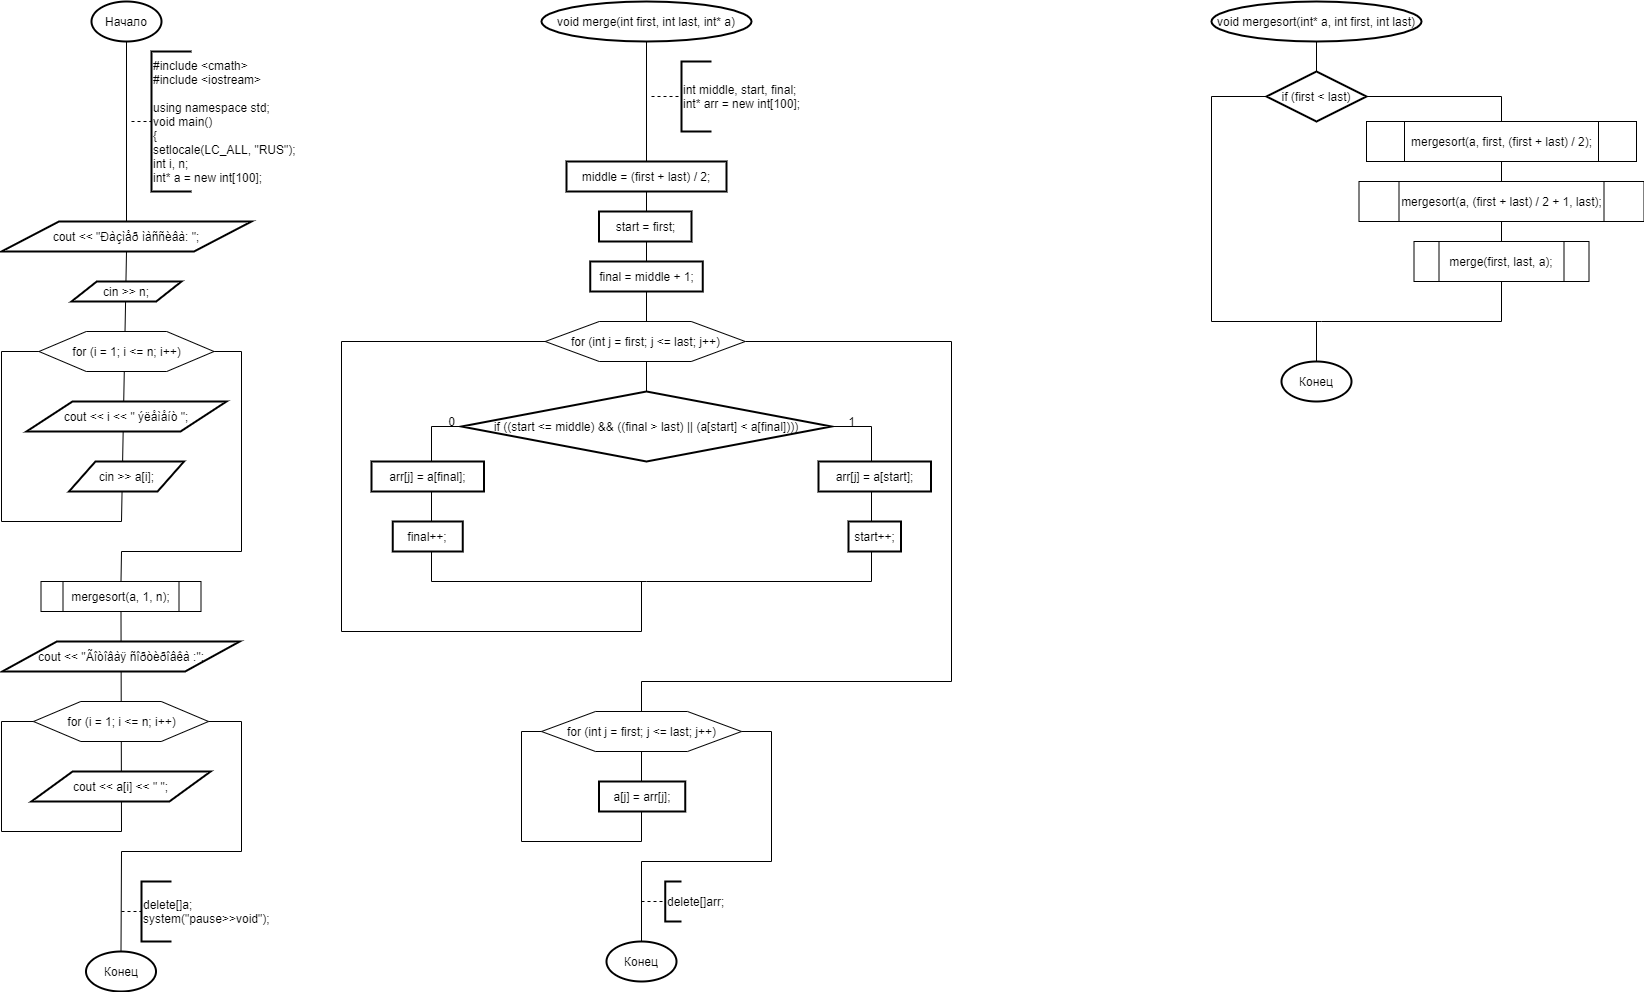 Начало
#include <cmath>
#include <iostream>
using namespace std;
void main()
{
setlocale(LC_ALL, "RUS");
int i, n;
int* a = new int[100];
cout << "Ðàçìåð ìàññèâà: ";
cin >> n;
for (i = 1; i <= n; i++)
cout << i << " ýëåìåíò ";
cin >> a[i];
mergesort(a, 1, n);
cout << "Ãîòîâàÿ ñîðòèðîâêà :";
for (i = 1; i <= n; i++)
cout << a[i] << " ";
delete[]a;
system("pause>>void");
Конец
void merge(int first, int last, int* a)
int middle, start, final;
int* arr = new int[100];
middle = (first + last) / 2;
start = first;
final = middle + 1;
for (int j = first; j <= last; j++)
0
if ((start <= middle) && ((final > last) || (a[start] < a[final])))
1
arr[j] = a[final];
final++;
arr[j] = a[start];
start++;
for (int j = first; j <= last; j++)
a[j] = arr[j];
delete[]arr;
Конец
void mergesort(int* a, int first, int last)
if (first < last)
mergesort(a, first, (first + last) / 2);
mergesort(a, (first + last) / 2 + 1, last);
merge(first, last, a);
Конец